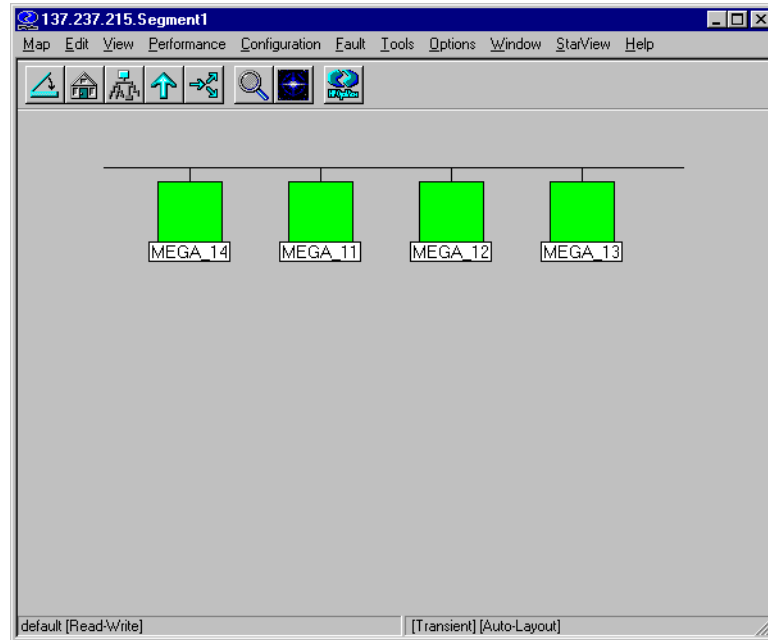 137.237.215.Segment1
Map Edit View Performance Configuration Fault Tools Options Window StarView Help
MEGA_14 MEGA_11 MEGA_12 MEGA_13
default [Read-Write] [Transient] [Auto-Layout]